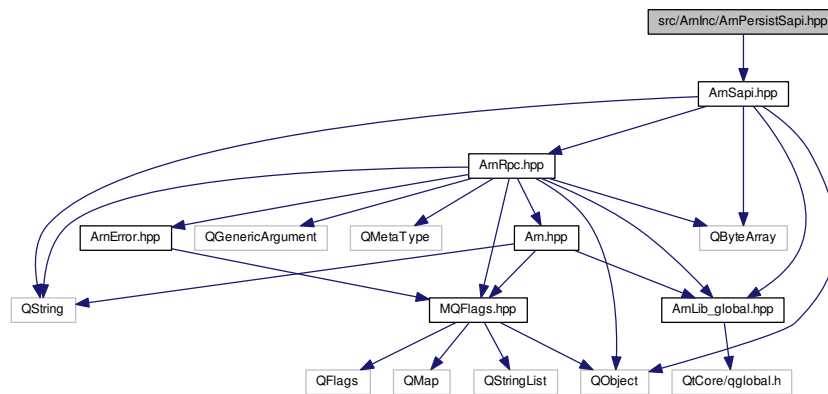 src/ArnInc/ArnPersistSapi.hpp
ArnSapi.hpp
ArnRpc.hpp
ArnError.hpp
QGenericArgument
QMetaType
Arn.hpp
QByteArray
QString
MQFlags.hpp
ArnLib_global.hpp
QFlags
QMap
QStringList
QObject
QtCore/qglobal.h